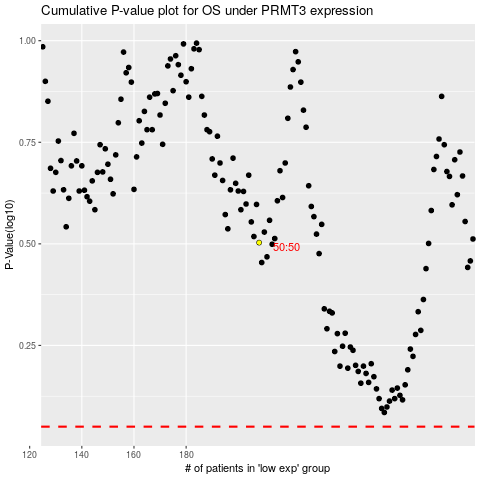 Cumulative P-value plot for OS under PRMT3 expression
P-Value(log10)
1.00
0.75
0.50
0.25
50:50
120 140 160 180
# of patients in 'low exp' group